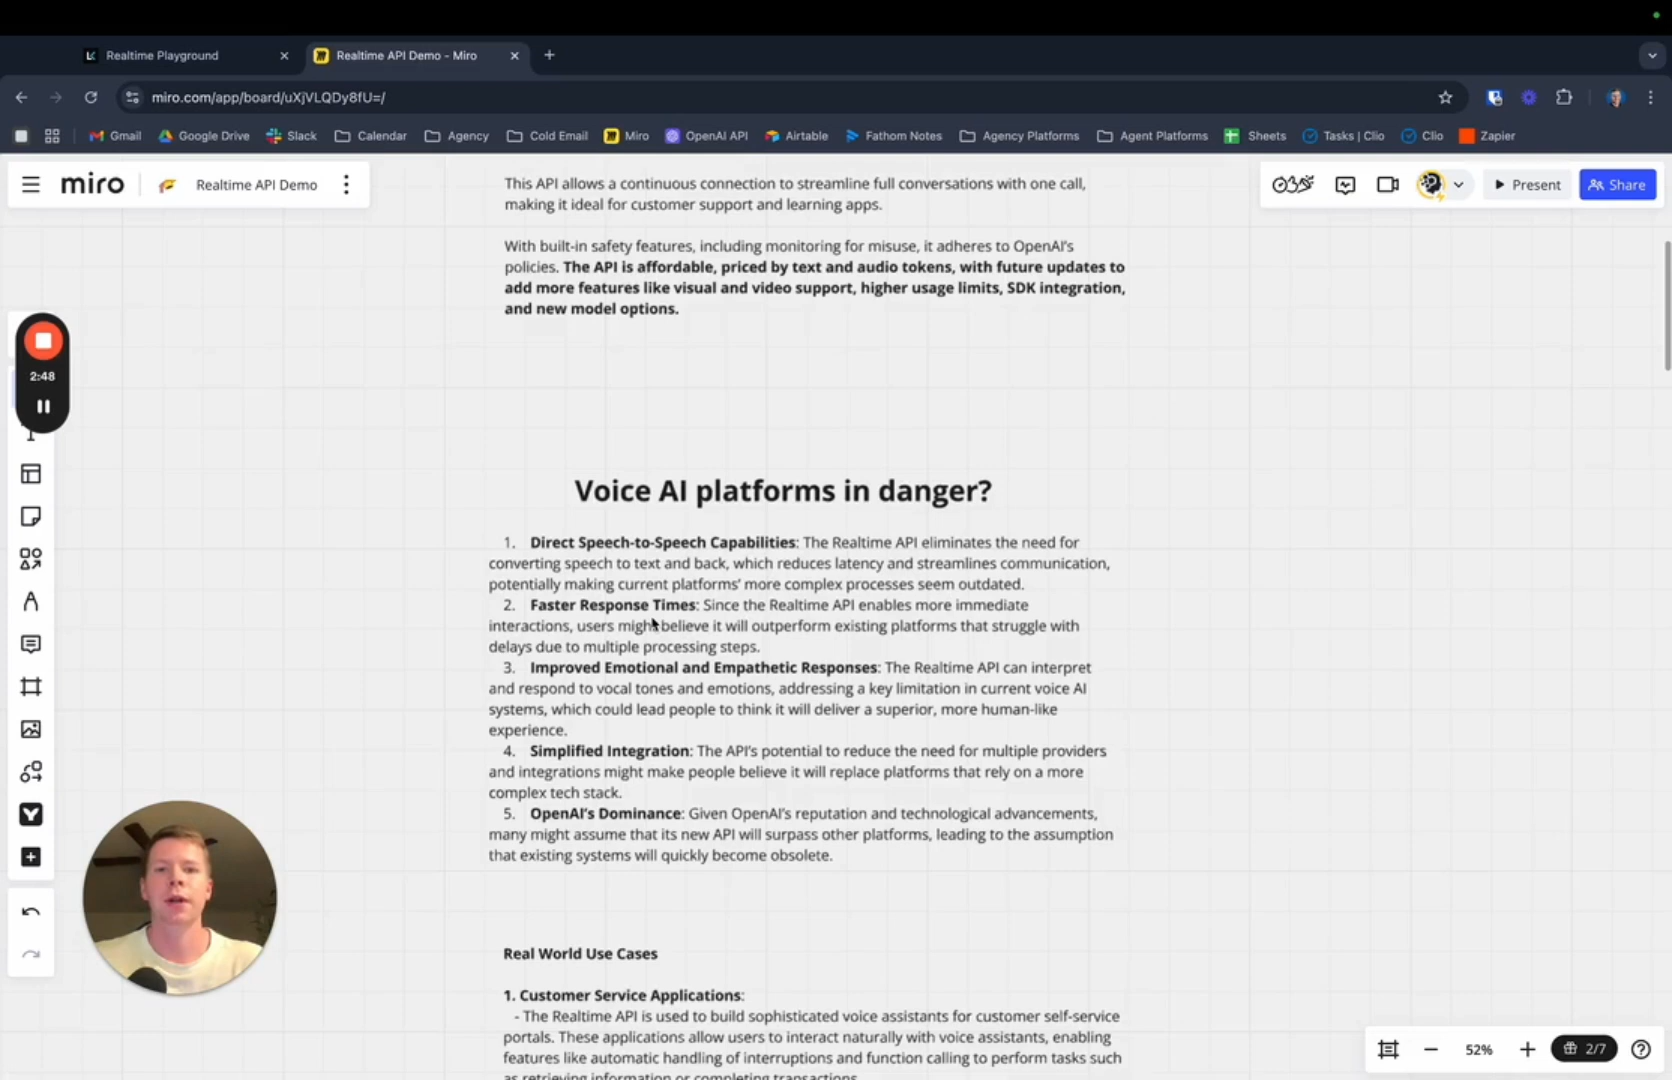 Realtime Playground
Realtime API Demo - Miro
miro.com/app/board/uXjVLQDy8fU=/
Gmail
Google Drive
Slack
Calendar
Agency
Cold Email
Miro
OpenAI API
Airtable
Fathom Notes
Agency Platforms
Agent Platforms
Sheets
Tasks | Clio
Clio
Zapier
miro
Realtime API Demo
Present
Share
This API allows a continuous connection to streamline full conversations with one call,
making it ideal for customer support and learning apps.
With built-in safety features, including monitoring for misuse, it adheres to OpenAI's
policies. The API is affordable, priced by text and audio tokens, with future updates to
add more features like visual and video support, higher usage limits, SDK integration,
and new model options.
2:48
Voice AI platforms in danger?
1. Direct Speech-to-Speech Capabilities: The Realtime API eliminates the need for
converting speech to text and back, which reduces latency and streamlines communication,
potentially making current platforms' more complex processes seem outdated.
2. Faster Response Times: Since the Realtime API enables more immediate
interactions, users might believe it will outperform existing platforms that struggle with
delays due to multiple processing steps.
3. Improved Emotional and Empathetic Responses: The Realtime API can interpret
and respond to vocal tones and emotions, addressing a key limitation in current voice AI
systems, which could lead people to think it will deliver a superior, more human-like
experience.
4. Simplified Integration: The API's potential to reduce the need for multiple providers
and integrations might make people believe it will replace platforms that rely on a more
complex tech stack.
5. OpenAI's Dominance: Given OpenAI's reputation and technological advancements,
many might assume that its new API will surpass other platforms, leading to the assumption
that existing systems will quickly become obsolete.
Real World Use Cases
1. Customer Service Applications:
- The Realtime API is used to build sophisticated voice assistants for customer self-service
portals. These applications allow users to interact naturally with voice assistants, enabling
features like automatic handling of interruptions and function calling to perform tasks such
as retrieving information or completing transactions.
52%
2/7